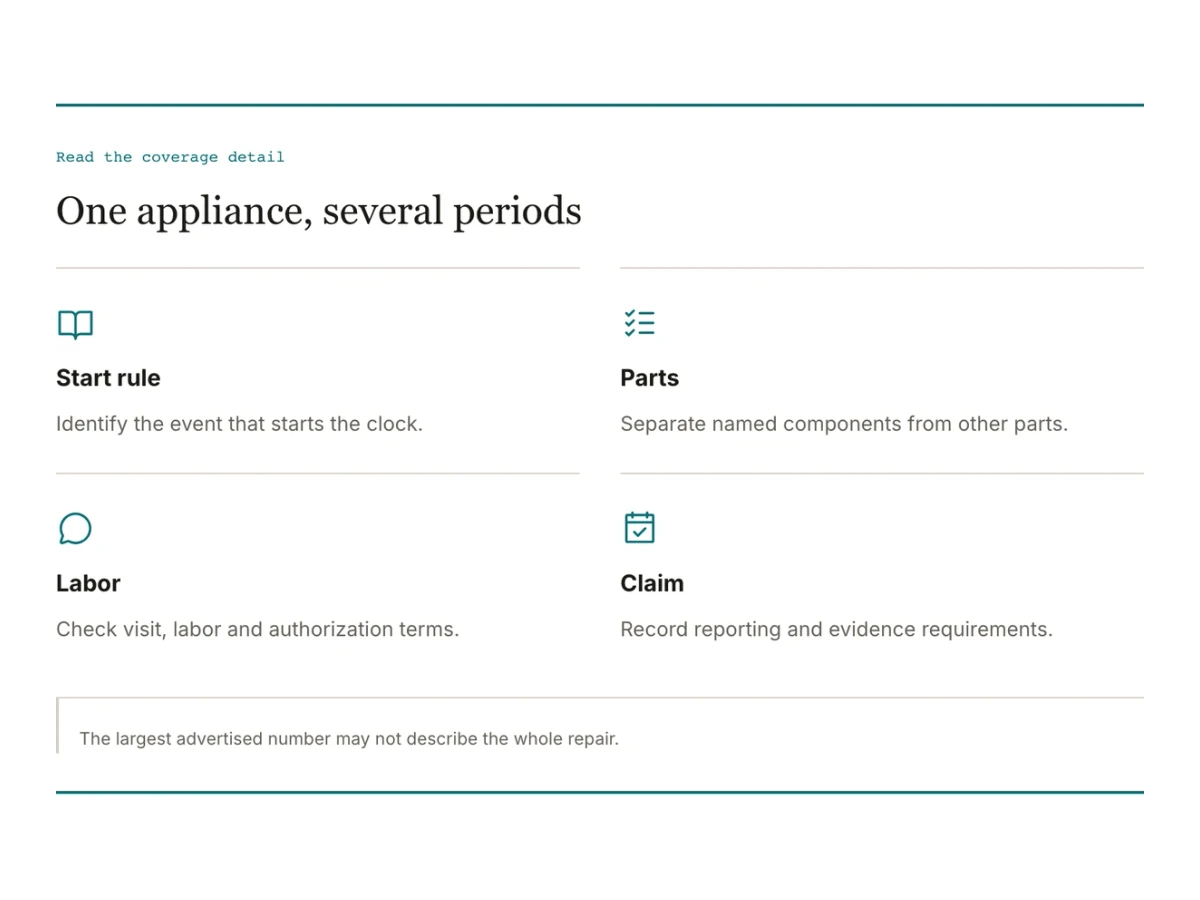 Read the coverage detail
One appliance, several periods
Start rule
Identify the event that starts the clock.
Parts
Separate named components from other parts.
Labor
Check visit, labor and authorization terms.
Claim
Record reporting and evidence requirements.
The largest advertised number may not describe the whole repair.